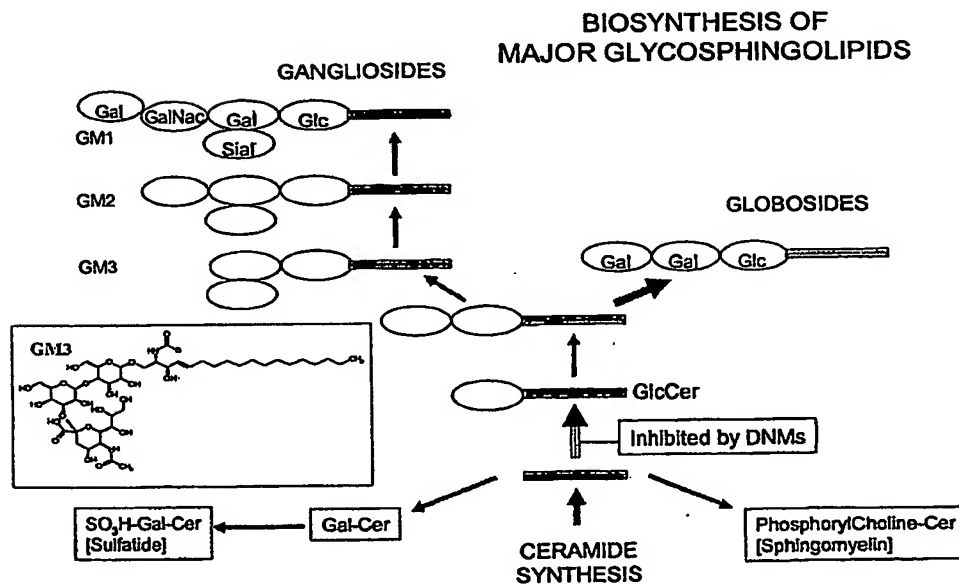 BIOSYNTHESIS OF
MAJOR GLYCOSPHINGOLIPIDS
GANGLIOSIDES
Gal
GalNac
Gal
Glc
GM1
Sial
GM2
GLOBOSIDES
GM3
Gal
Gal
Glc
GM3
GlcCer
Inhibited by DNMs
SO₃H-Gal-Cer
[Sulfatide]
Gal-Cer
CERAMIDE
SYNTHESIS
PhosphorylCholine-Cer
[Sphingomyelin]